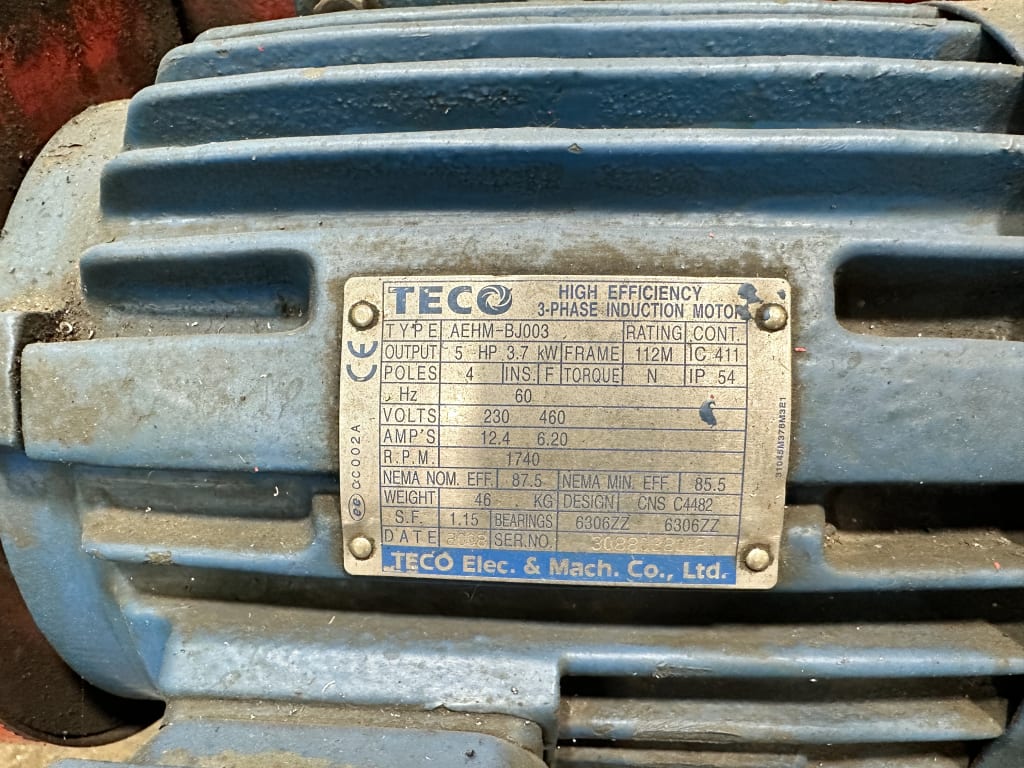 TECO HIGH EFFICIENCY
3-PHASE INDUCTION MOTOR
TYPE AEHM-BJ003 RATING CONT.
OUTPUT 5 HP 3.7 kW FRAME 112M IC 411
POLES 4 INS. F TORQUE N IP 54
Hz 60
VOLTS 230 460
AMP'S 12.4 6.20
R.P.M. 1740
NEMA NOM. EFF. 87.5 NEMA MIN. EFF. 85.5
WEIGHT 46 KG DESIGN CNS C4482
S.F. 1.15 BEARINGS 6306ZZ 6306ZZ
DATE SER.NO.
TECO Elec. & Mach. Co., Ltd.
CE
CC002A
31045M378M3E1